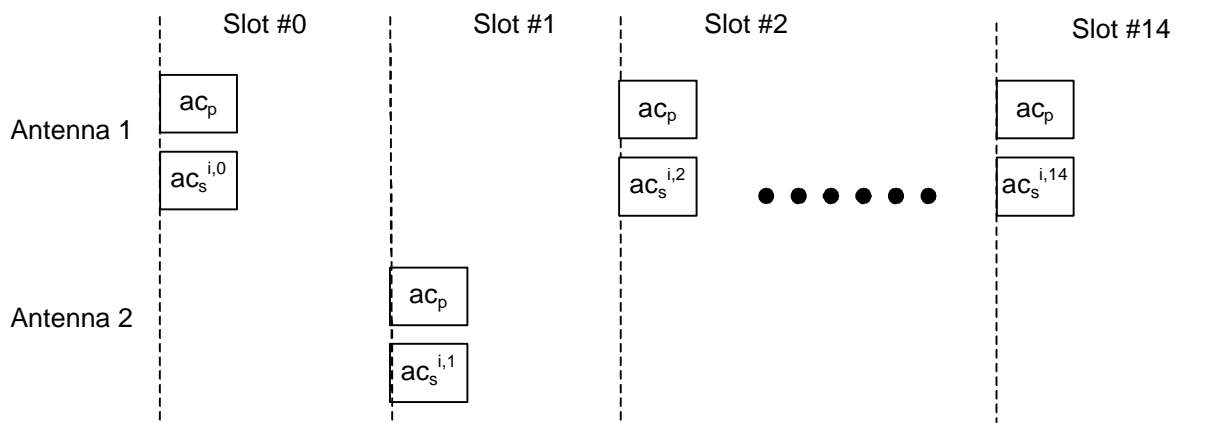 Slot #0 Slot #1 Slot #2 Slot #14
ac_p ac_p ac_p
Antenna 1
ac_s^i,0 ac_s^i,2 ac_s^i,14
ac_p
Antenna 2
ac_s^i,1